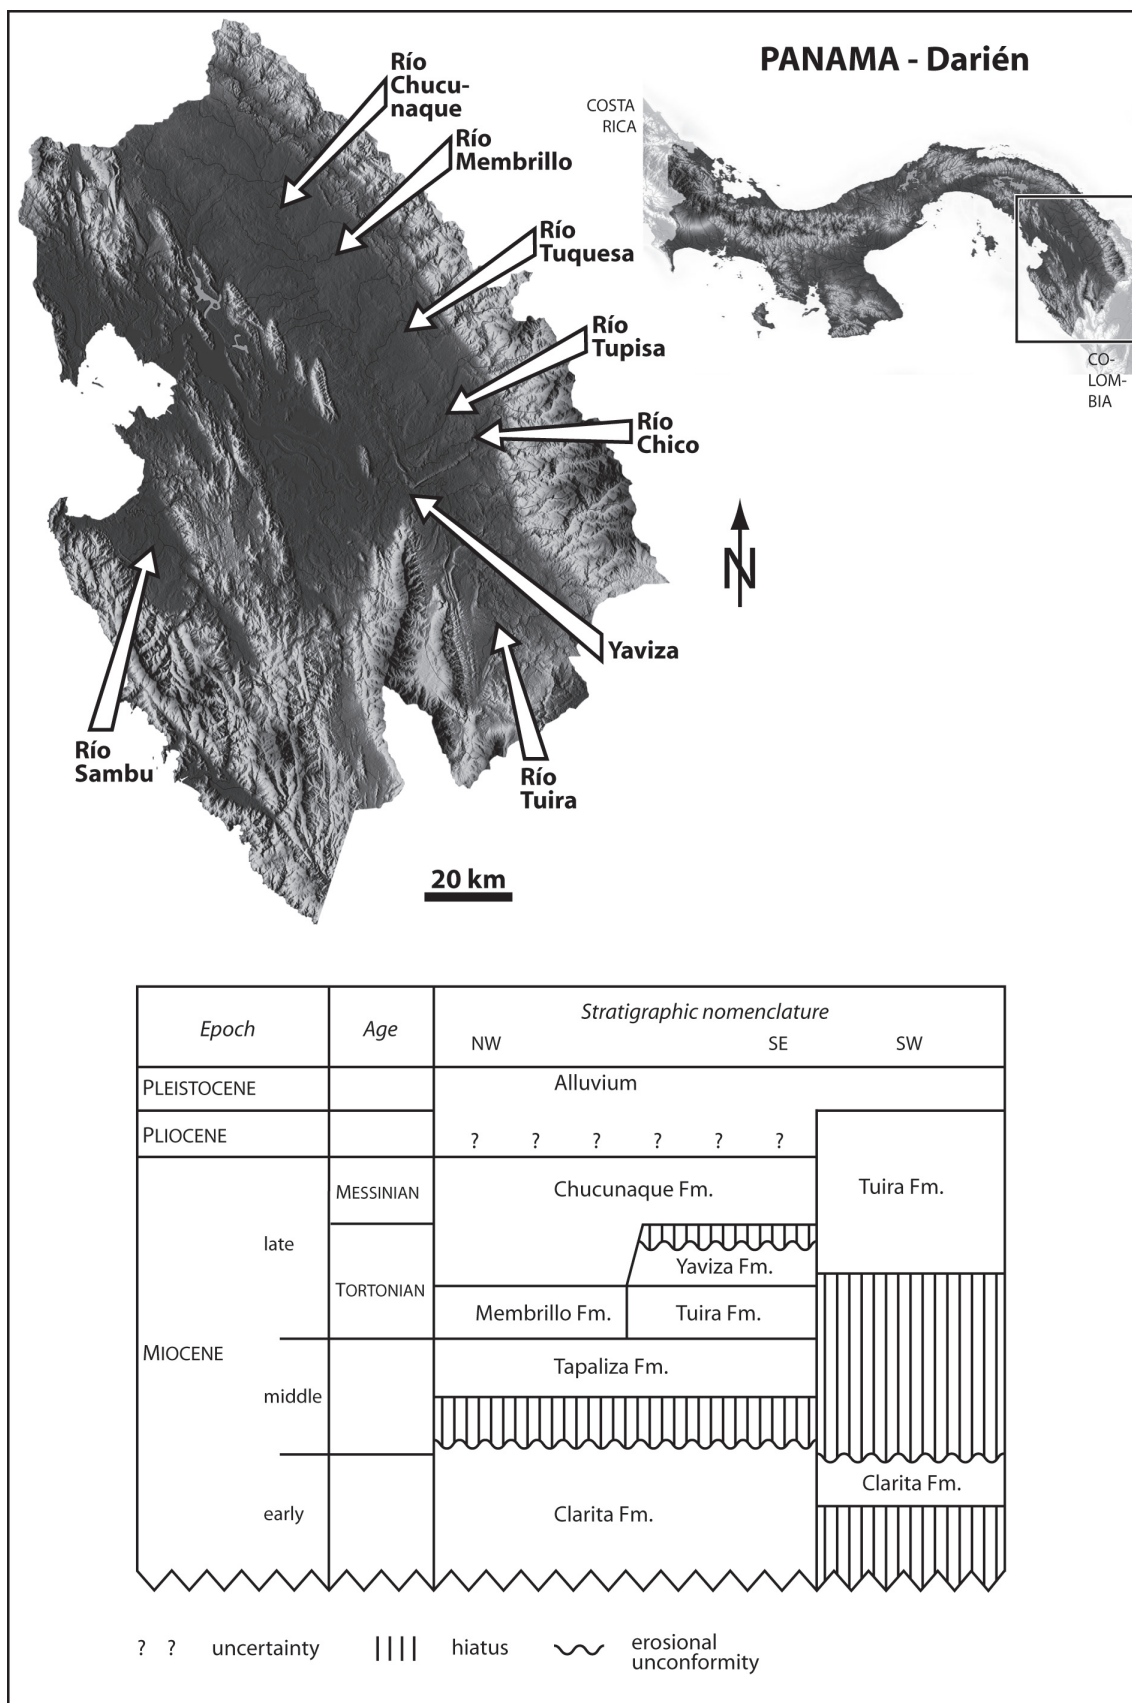 PANAMA - Darién
COSTA
RICA
CO-
LOM-
BIA
Río
Chucu-
naque
Río
Membrillo
Río
Tuquesa
Río
Tupisa
Río
Chico
N
Yaviza
Río
Sambu
Río
Tuira
20 km
Epoch
Age
Stratigraphic nomenclature
NW SE SW
PLEISTOCENE
Alluvium
PLIOCENE
? ? ? ? ? ?
MESSINIAN
Chucunaque Fm.
Tuira Fm.
late
Yaviza Fm.
TORTONIAN
Membrillo Fm.
Tuira Fm.
MIOCENE
Tapaliza Fm.
middle
Clarita Fm.
early
Clarita Fm.
? ? uncertainty
hiatus
erosional
unconformity